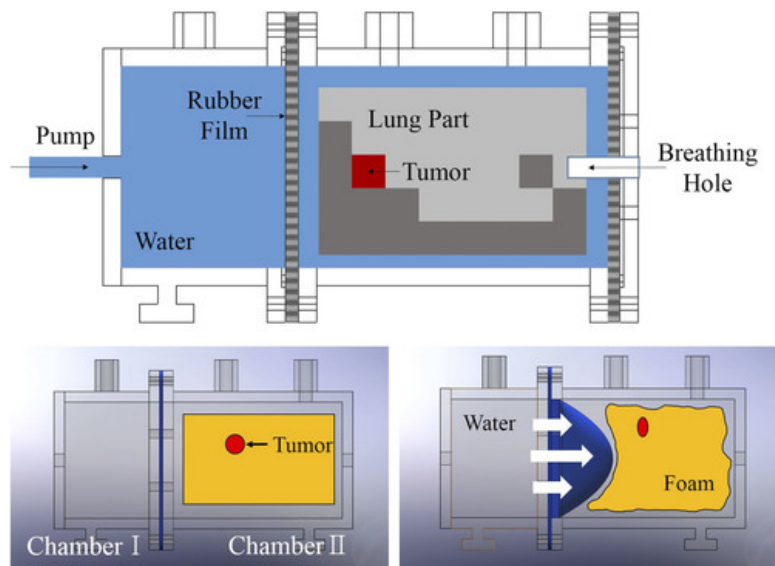 Pump
Rubber
Film
Lung Part
Tumor
Breathing
Hole
Water
Tumor
Chamber Ⅰ
Chamber Ⅱ
Water
Foam